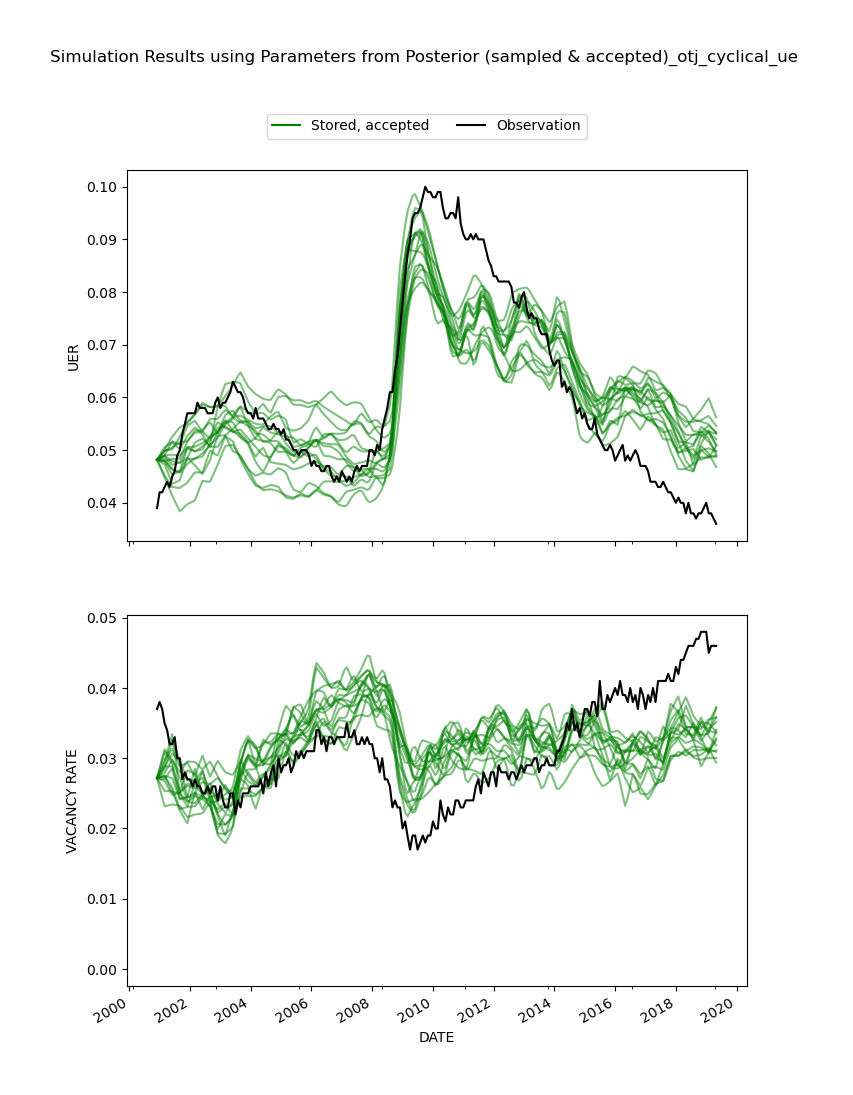 Simulation Results using Parameters from Posterior (sampled & accepted)_otj_cyclical_ue
Stored, accepted Observation
0.10
0.09
0.08
0.07
0.06
0.05
0.04
UER
0.05
0.04
0.03
0.02
0.01
0.00
VACANCY RATE
2000 2002 2004 2006 2008 2010 2012 2014 2016 2018 2020
DATE